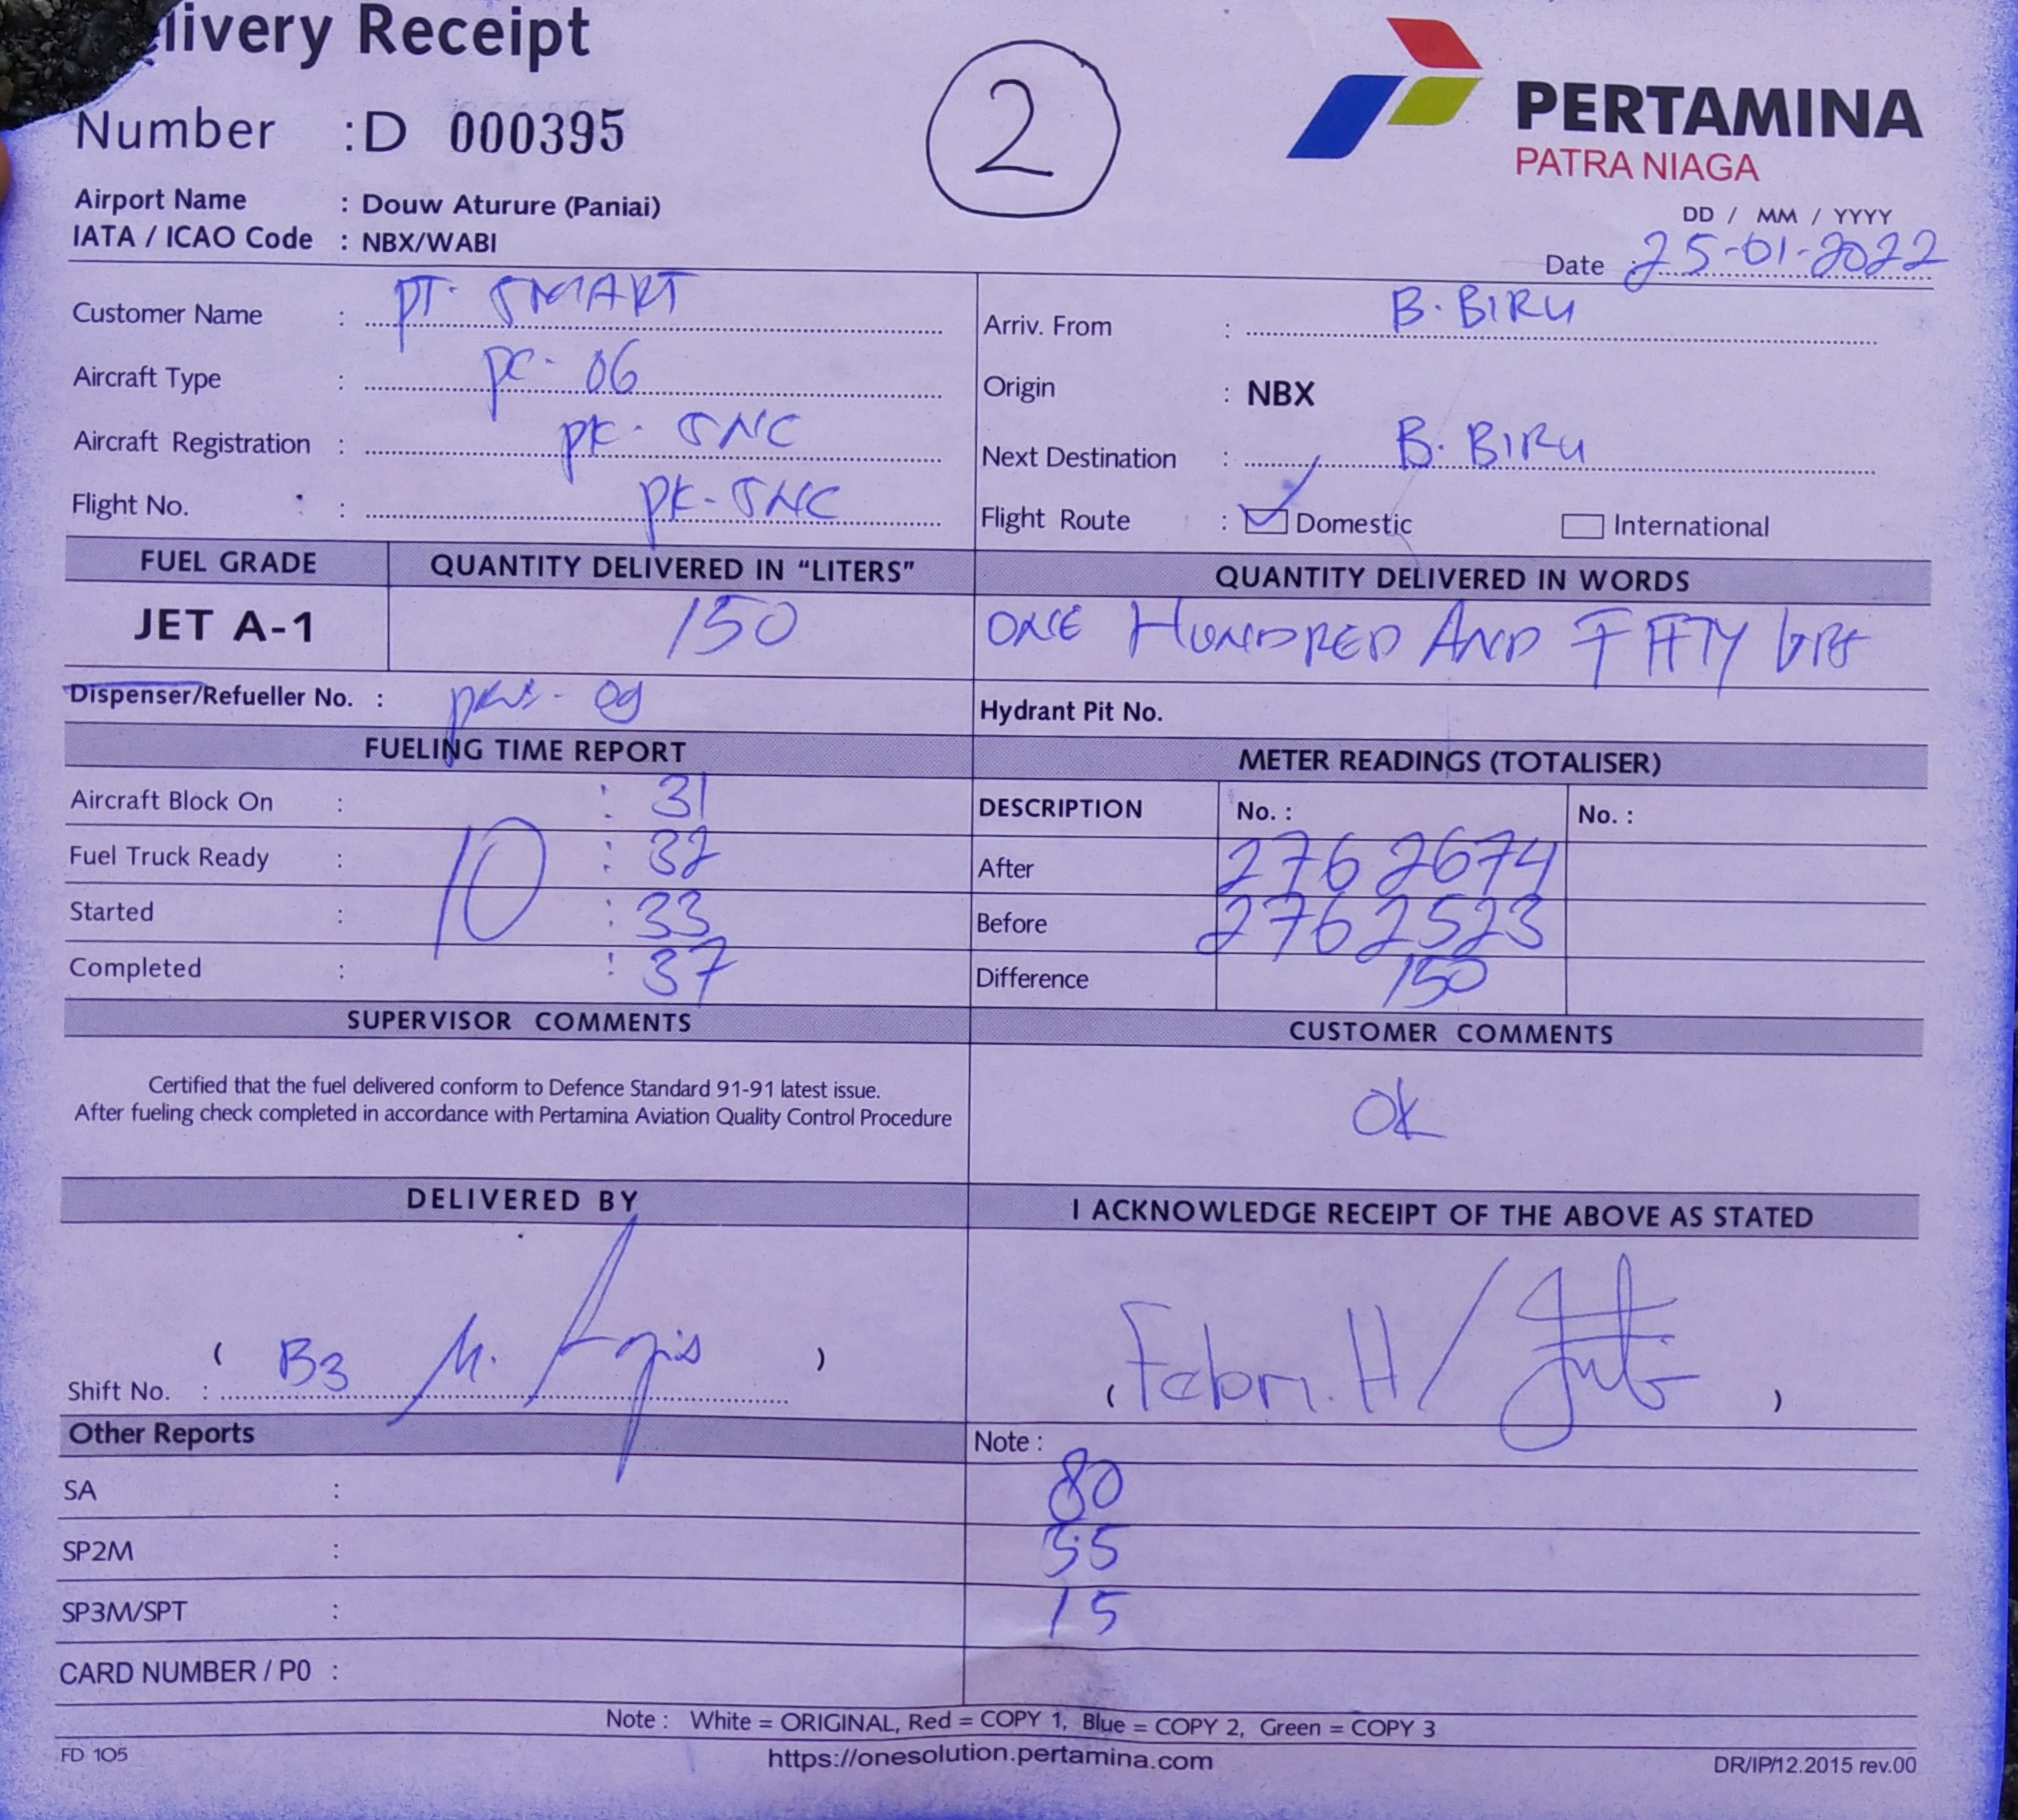 livery Receipt
2
PERTAMINA
PATRA NIAGA
Number :D 000395
Airport Name : Douw Aturure (Paniai)
IATA / ICAO Code : NBX/WABI
DD / MM / YYYY
Date : 25-01-2022
Customer Name : PT. SMART
Arriv. From : B. BIRU
Aircraft Type : PC-06
Origin : NBX
Aircraft Registration : PK-SNC
Next Destination : B. BIRU
Flight No. : PK-SNC
Flight Route : Domestic International
FUEL GRADE QUANTITY DELIVERED IN “LITERS” QUANTITY DELIVERED IN WORDS
JET A-1 150 ONE HUNDRED AND FIFTY
Dispenser/Refueller No. : 09
Hydrant Pit No.
FUELING TIME REPORT METER READINGS (TOTALISER)
Aircraft Block On : : 31
DESCRIPTION No. : No. :
Fuel Truck Ready : 10 : 32
After 2762674
Started : : 33
Before 2762523
Completed : : 37
Difference 150
SUPERVISOR COMMENTS CUSTOMER COMMENTS
Certified that the fuel delivered conform to Defence Standard 91-91 latest issue.
After fueling check completed in accordance with Pertamina Aviation Quality Control Procedure
OK
DELIVERED BY I ACKNOWLEDGE RECEIPT OF THE ABOVE AS STATED
( )
Shift No. : B3 M.
( Febri. H / )
Other Reports Note :
SA : 80
SP2M : 55
SP3M/SPT : 15
CARD NUMBER / P0 :
Note : White = ORIGINAL, Red = COPY 1, Blue = COPY 2, Green = COPY 3
FD 105 https://onesolution.pertamina.com DR/IP/12.2015 rev.00